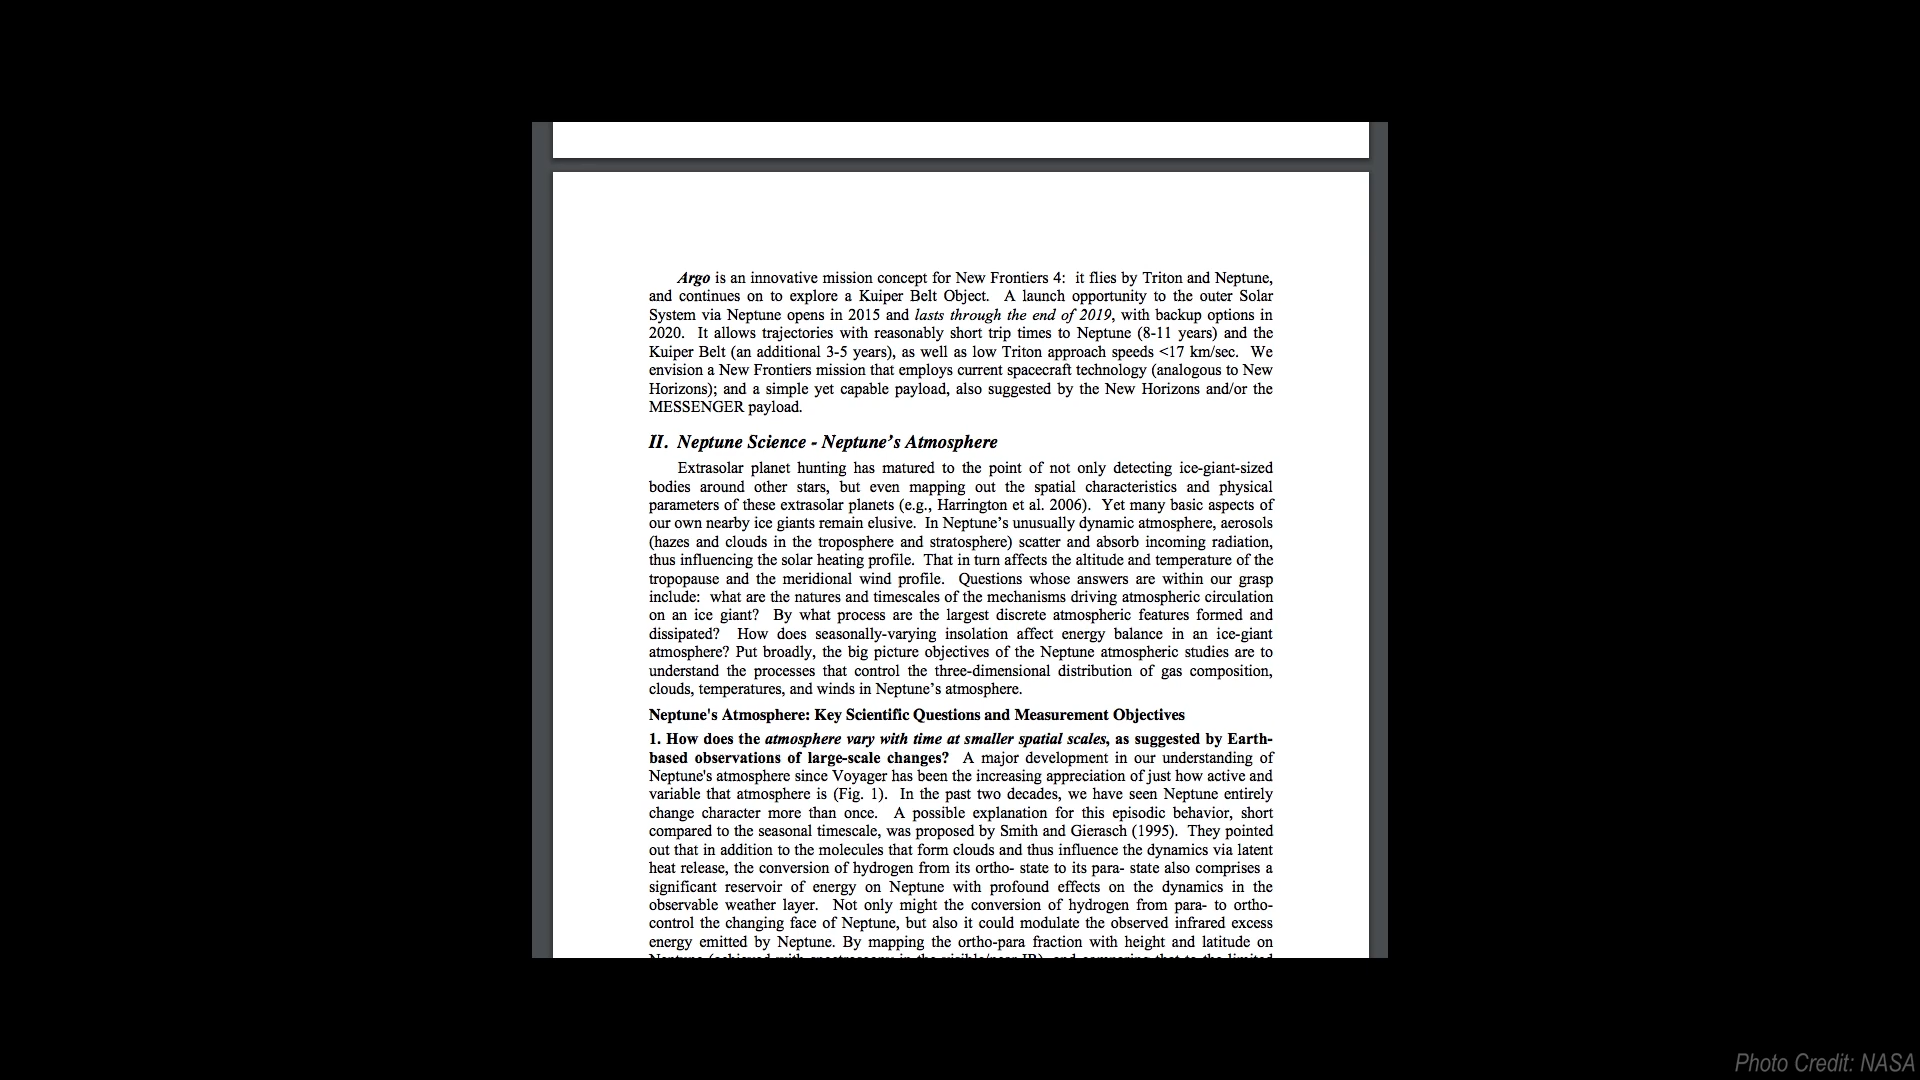 Argo is an innovative mission concept for New Frontiers 4: it flies by Triton and Neptune,
and continues on to explore a Kuiper Belt Object. A launch opportunity to the outer Solar
System via Neptune opens in 2015 and lasts through the end of 2019, with backup options in
2020. It allows trajectories with reasonably short trip times to Neptune (8-11 years) and the
Kuiper Belt (an additional 3-5 years), as well as low Triton approach speeds <17 km/sec. We
envision a New Frontiers mission that employs current spacecraft technology (analogous to New
Horizons); and a simple yet capable payload, also suggested by the New Horizons and/or the
MESSENGER payload.
II. Neptune Science - Neptune’s Atmosphere
Extrasolar planet hunting has matured to the point of not only detecting ice-giant-sized
bodies around other stars, but even mapping out the spatial characteristics and physical
parameters of these extrasolar planets (e.g., Harrington et al. 2006). Yet many basic aspects of
our own nearby ice giants remain elusive. In Neptune’s unusually dynamic atmosphere, aerosols
(hazes and clouds in the troposphere and stratosphere) scatter and absorb incoming radiation,
thus influencing the solar heating profile. That in turn affects the altitude and temperature of the
tropopause and the meridional wind profile. Questions whose answers are within our grasp
include: what are the natures and timescales of the mechanisms driving atmospheric circulation
on an ice giant? By what process are the largest discrete atmospheric features formed and
dissipated? How does seasonally-varying insolation affect energy balance in an ice-giant
atmosphere? Put broadly, the big picture objectives of the Neptune atmospheric studies are to
understand the processes that control the three-dimensional distribution of gas composition,
clouds, temperatures, and winds in Neptune’s atmosphere.
Neptune's Atmosphere: Key Scientific Questions and Measurement Objectives
1. How does the atmosphere vary with time at smaller spatial scales, as suggested by Earth-
based observations of large-scale changes? A major development in our understanding of
Neptune's atmosphere since Voyager has been the increasing appreciation of just how active and
variable that atmosphere is (Fig. 1). In the past two decades, we have seen Neptune entirely
change character more than once. A possible explanation for this episodic behavior, short
compared to the seasonal timescale, was proposed by Smith and Gierasch (1995). They pointed
out that in addition to the molecules that form clouds and thus influence the dynamics via latent
heat release, the conversion of hydrogen from its ortho- state to its para- state also comprises a
significant reservoir of energy on Neptune with profound effects on the dynamics in the
observable weather layer. Not only might the conversion of hydrogen from para- to ortho-
control the changing face of Neptune, but also it could modulate the observed infrared excess
energy emitted by Neptune. By mapping the ortho-para fraction with height and latitude on
Photo Credit: NASA